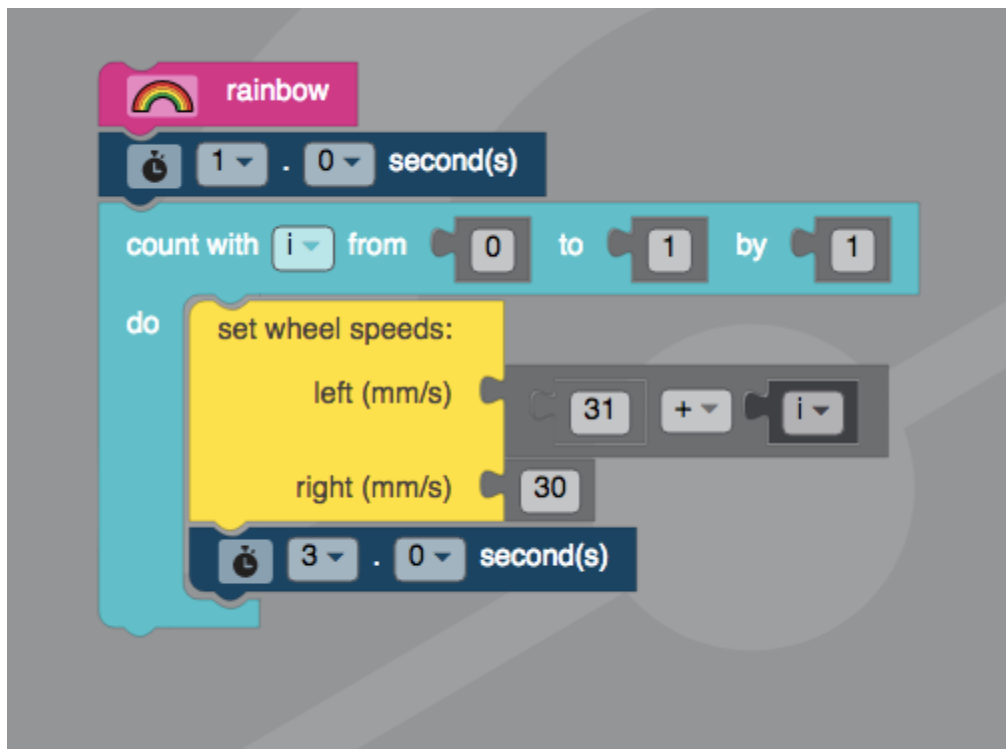 rainbow
1 . 0 second(s)
count with i from 0 to 1 by 1
do
set wheel speeds:
left (mm/s) 31 + i
right (mm/s) 30
3 . 0 second(s)